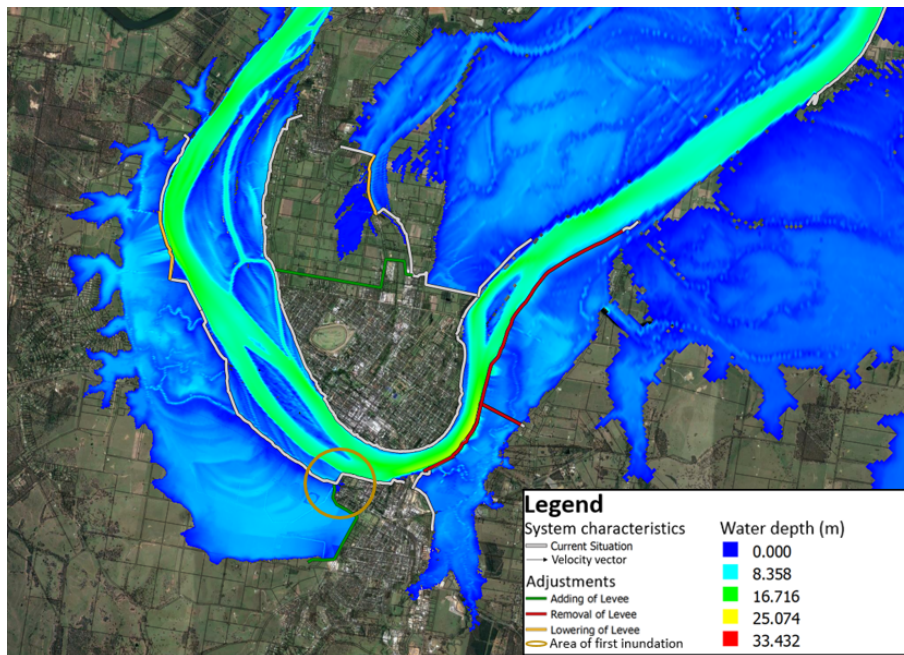 Legend
System characteristics
Current Situation
Velocity vector
Adjustments
Adding of Levee
Removal of Levee
Lowering of Levee
Area of first inundation
Water depth (m)
0.000
8.358
16.716
25.074
33.432